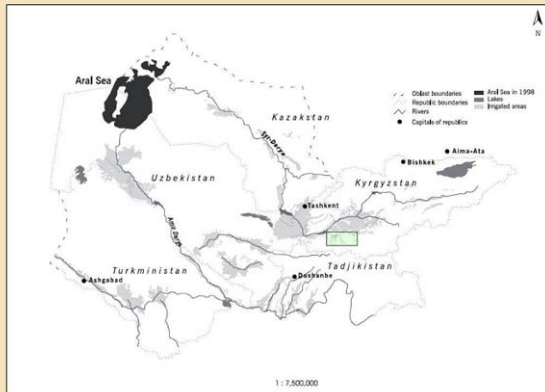 N
Aral Sea
Oblast boundaries
Republic boundaries
Rivers
Capitals of republics
Aral Sea in 1998
Lakes
Irrigated areas
Kazakstan
Syr-Darya
Alma-Ata
Bishkek
Uzbekistan
Kyrgyzstan
Tashkent
Amu Darya
Turkministan
Tadjikistan
Ashgabad
Dushanbe
1 : 7,500,000